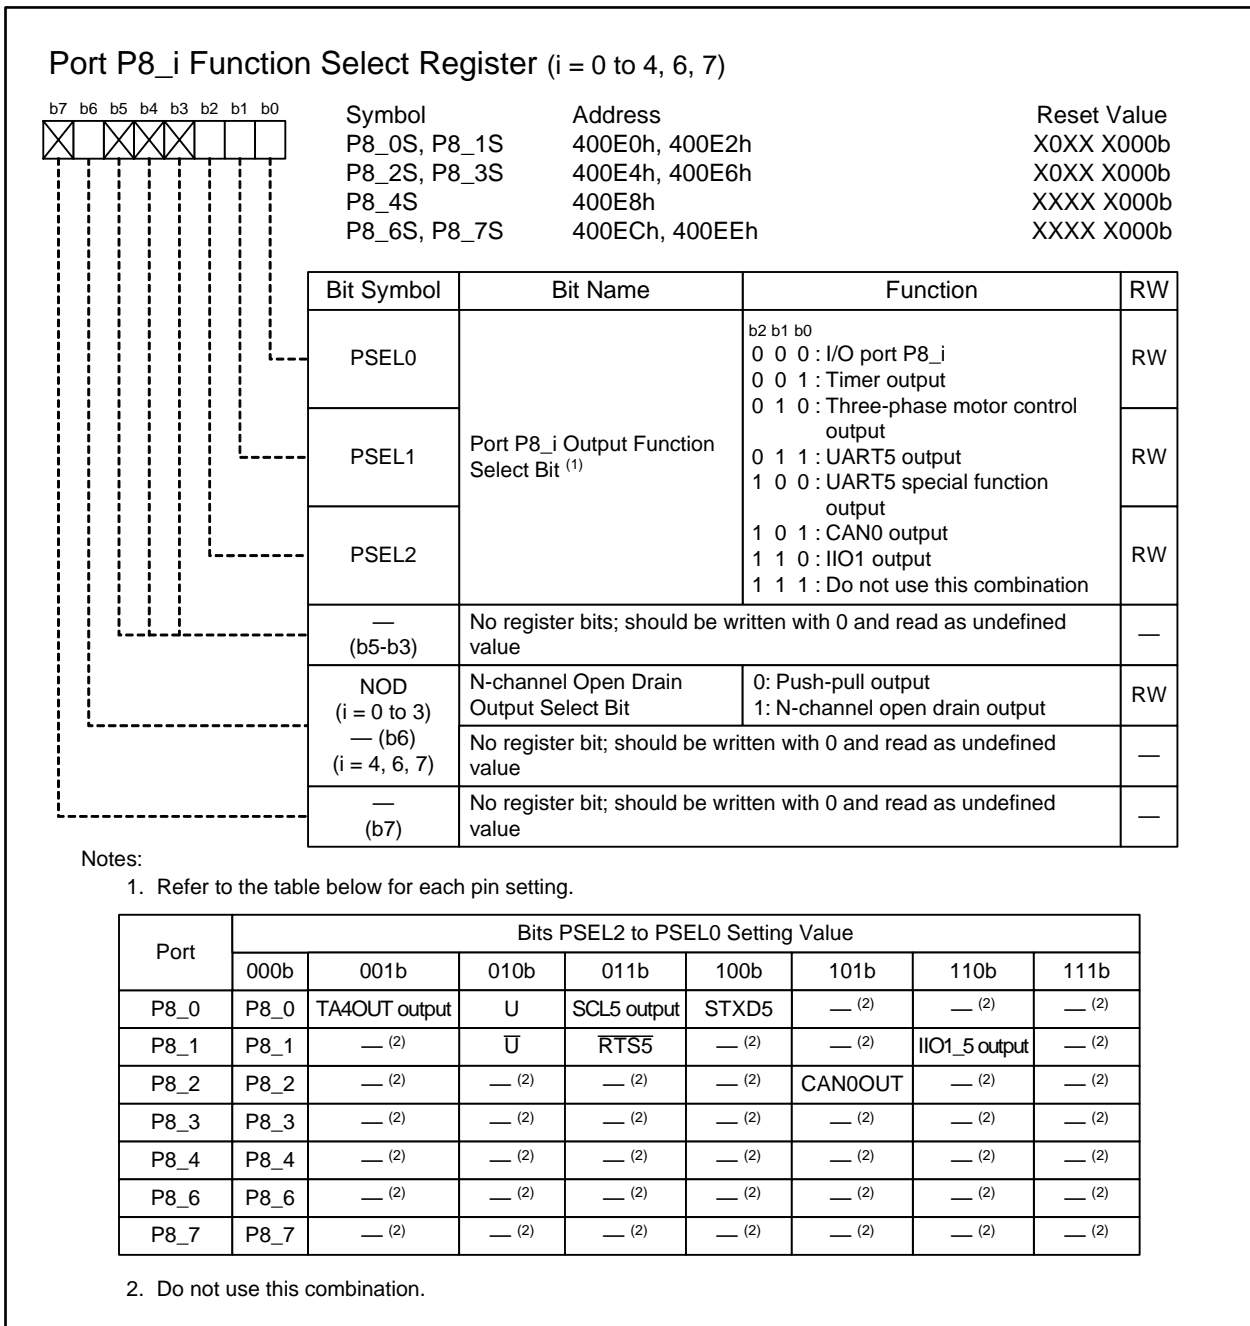 Port P8_i Function Select Register (i = 0 to 4, 6, 7)
b7 b6 b5 b4 b3 b2 b1 b0
Symbol Address Reset Value
P8_0S, P8_1S 400E0h, 400E2h X0XX X000b
P8_2S, P8_3S 400E4h, 400E6h X0XX X000b
P8_4S 400E8h XXXX X000b
P8_6S, P8_7S 400ECh, 400EEh XXXX X000b
Bit Symbol Bit Name Function RW
PSEL0 RW
PSEL1 RW
PSEL2 RW
Port P8_i Output Function
Select Bit (1)
b2 b1 b0
0 0 0 : I/O port P8_i
0 0 1 : Timer output
0 1 0 : Three-phase motor control
output
0 1 1 : UART5 output
1 0 0 : UART5 special function
output
1 0 1 : CAN0 output
1 1 0 : IIO1 output
1 1 1 : Do not use this combination
—
(b5-b3)
No register bits; should be written with 0 and read as undefined
value
—
NOD
(i = 0 to 3)
— (b6)
(i = 4, 6, 7)
N-channel Open Drain
Output Select Bit
0: Push-pull output
1: N-channel open drain output
RW
No register bit; should be written with 0 and read as undefined
value
—
—
(b7)
No register bit; should be written with 0 and read as undefined
value
—
Notes:
1. Refer to the table below for each pin setting.
Port Bits PSEL2 to PSEL0 Setting Value
000b 001b 010b 011b 100b 101b 110b 111b
P8_0 P8_0 TA4OUT output U SCL5 output STXD5 — (2) — (2) — (2)
P8_1 P8_1 — (2) U̅ R̅T̅S̅5̅ — (2) — (2) IIO1_5 output — (2)
P8_2 P8_2 — (2) — (2) — (2) — (2) CAN0OUT — (2) — (2)
P8_3 P8_3 — (2) — (2) — (2) — (2) — (2) — (2) — (2)
P8_4 P8_4 — (2) — (2) — (2) — (2) — (2) — (2) — (2)
P8_6 P8_6 — (2) — (2) — (2) — (2) — (2) — (2) — (2)
P8_7 P8_7 — (2) — (2) — (2) — (2) — (2) — (2) — (2)
2. Do not use this combination.